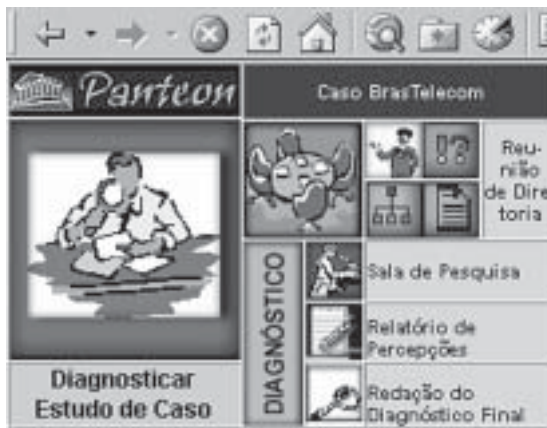 Panteon
Caso BrasTelecom
!?
Reu-
nião
de Dire
toria
DIAGNÓSTICO
Sala de Pesquisa
Relatório de
Percepções
Redação do
Diagnóstico Final
Diagnosticar
Estudo de Caso